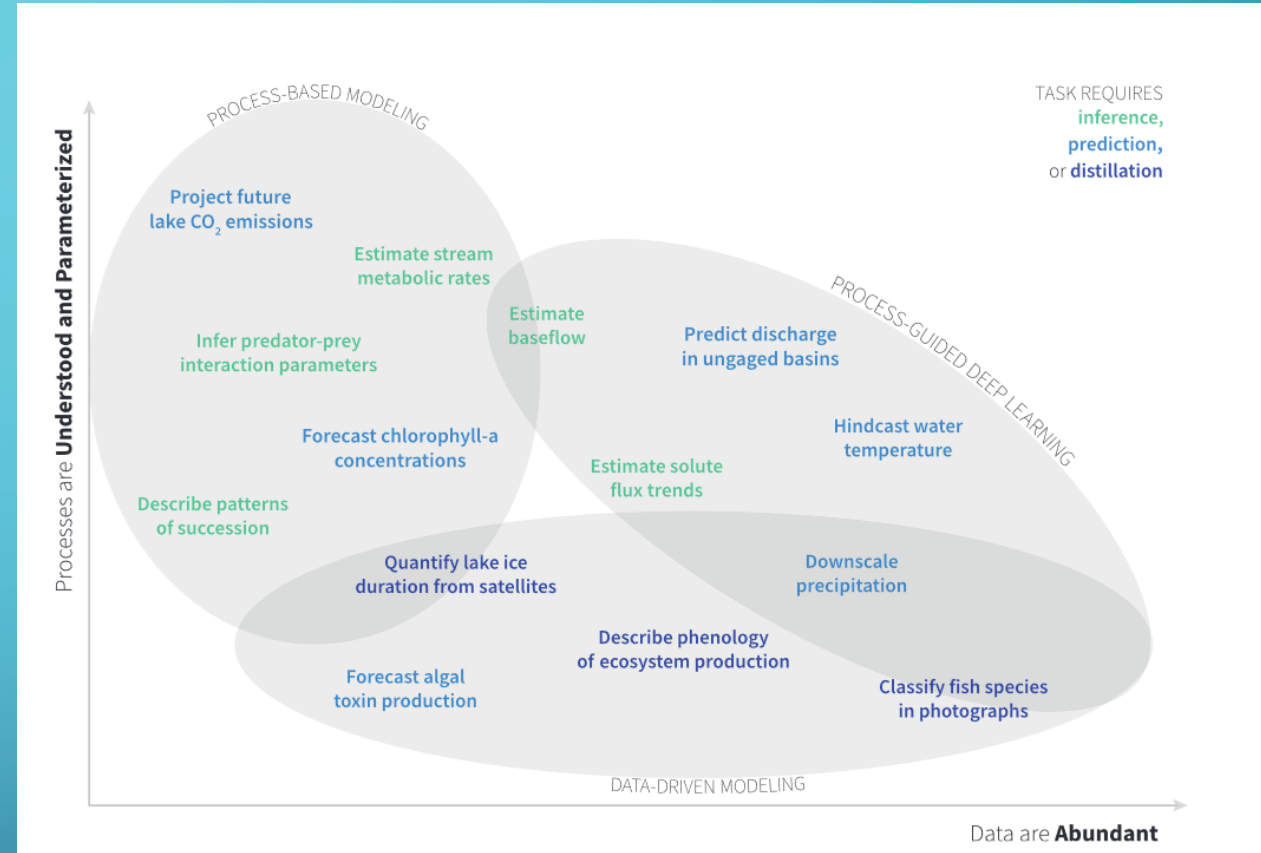 PROCESS-BASED MODELING
TASK REQUIRES
inference,
prediction,
or distillation
Processes are Understood and Parameterized
Project future
lake CO₂ emissions
Estimate stream
metabolic rates
Infer predator-prey
interaction parameters
Forecast chlorophyll-a
concentrations
Describe patterns
of succession
Estimate
baseflow
Predict discharge
in ungaged basins
PROCESS-GUIDED DEEP LEARNING
Hindcast water
temperature
Estimate solute
flux trends
Quantify lake ice
duration from satellites
Downscale
precipitation
Describe phenology
of ecosystem production
Forecast algal
toxin production
Classify fish species
in photographs
DATA-DRIVEN MODELING
Data are Abundant